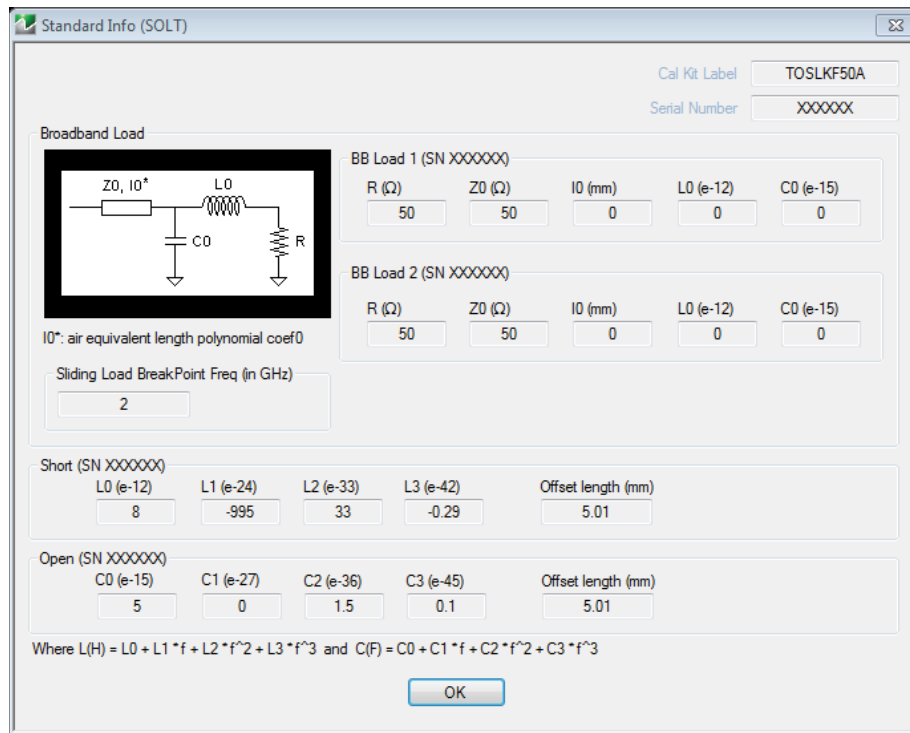 Standard Info (SOLT)
Cal Kit Label TOSLKF50A
Serial Number XXXXXX
Broadband Load
Z0, I0*
L0
C0
R
I0*: air equivalent length polynomial coef0
BB Load 1 (SN XXXXXX)
R (Ω) Z0 (Ω) I0 (mm) L0 (e-12) C0 (e-15)
50 50 0 0 0
BB Load 2 (SN XXXXXX)
R (Ω) Z0 (Ω) I0 (mm) L0 (e-12) C0 (e-15)
50 50 0 0 0
Sliding Load BreakPoint Freq (in GHz)
2
Short (SN XXXXXX)
L0 (e-12) L1 (e-24) L2 (e-33) L3 (e-42) Offset length (mm)
8 -995 33 -0.29 5.01
Open (SN XXXXXX)
C0 (e-15) C1 (e-27) C2 (e-36) C3 (e-45) Offset length (mm)
5 0 1.5 0.1 5.01
Where L(H) = L0 + L1 * f + L2 * f^2 + L3 * f^3 and C(F) = C0 + C1 * f + C2 * f^2 + C3 * f^3
OK